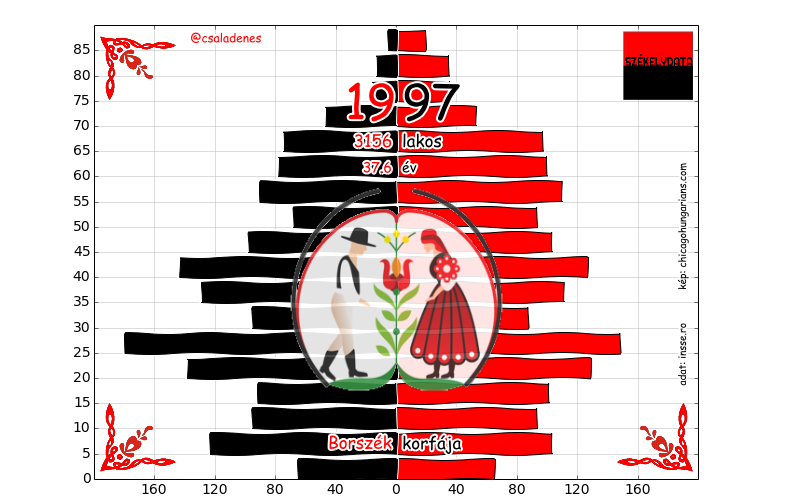 @csaladenes
SZÉKELYDATA
1997
3156 lakos
37.6 év
kép: chicagohungarians.com
adat: insse.ro
Borszék korfája
85
80
75
70
65
60
55
50
45
40
35
30
25
20
15
10
5
0
160 120 80 40 0 40 80 120 160